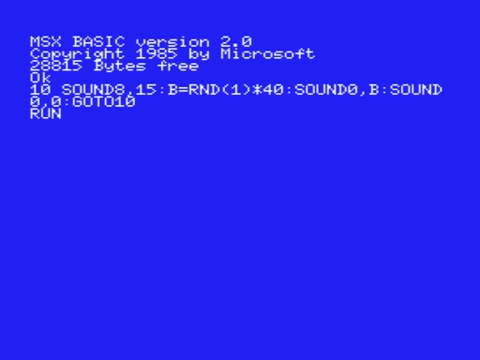 MSX BASIC version 2.0
Copyright 1985 by Microsoft
28815 Bytes free
Ok
10 SOUND8,15:B=RND(1)*40:SOUND0,B:SOUND
0,0:GOTO10
RUN